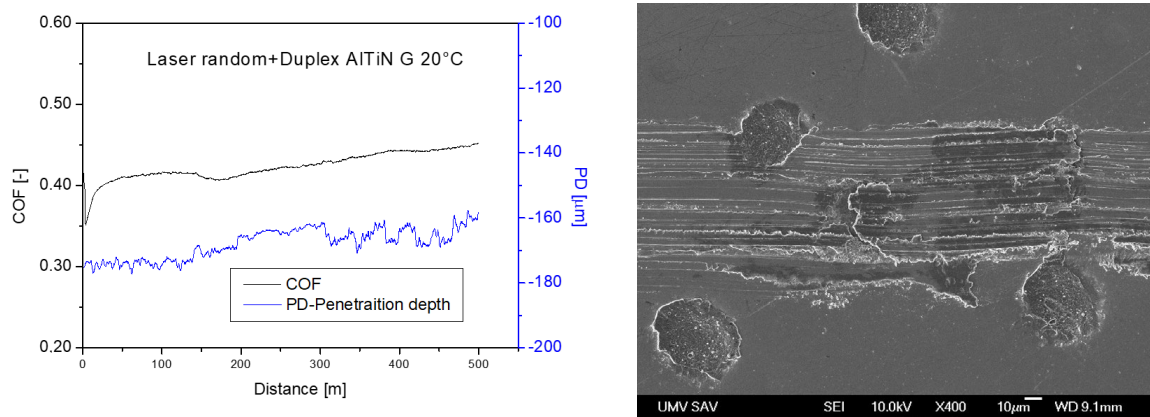 Laser random+Duplex AlTiN G 20°C
0.60
0.50
0.40
0.30
0.20
COF [-]
-100
-120
-140
-160
-180
-200
PD [µm]
COF
PD-Penetraition depth
0 100 200 300 400 500
Distance [m]
UMV SAV SEI 10.0kV X400 10µm WD 9.1mm